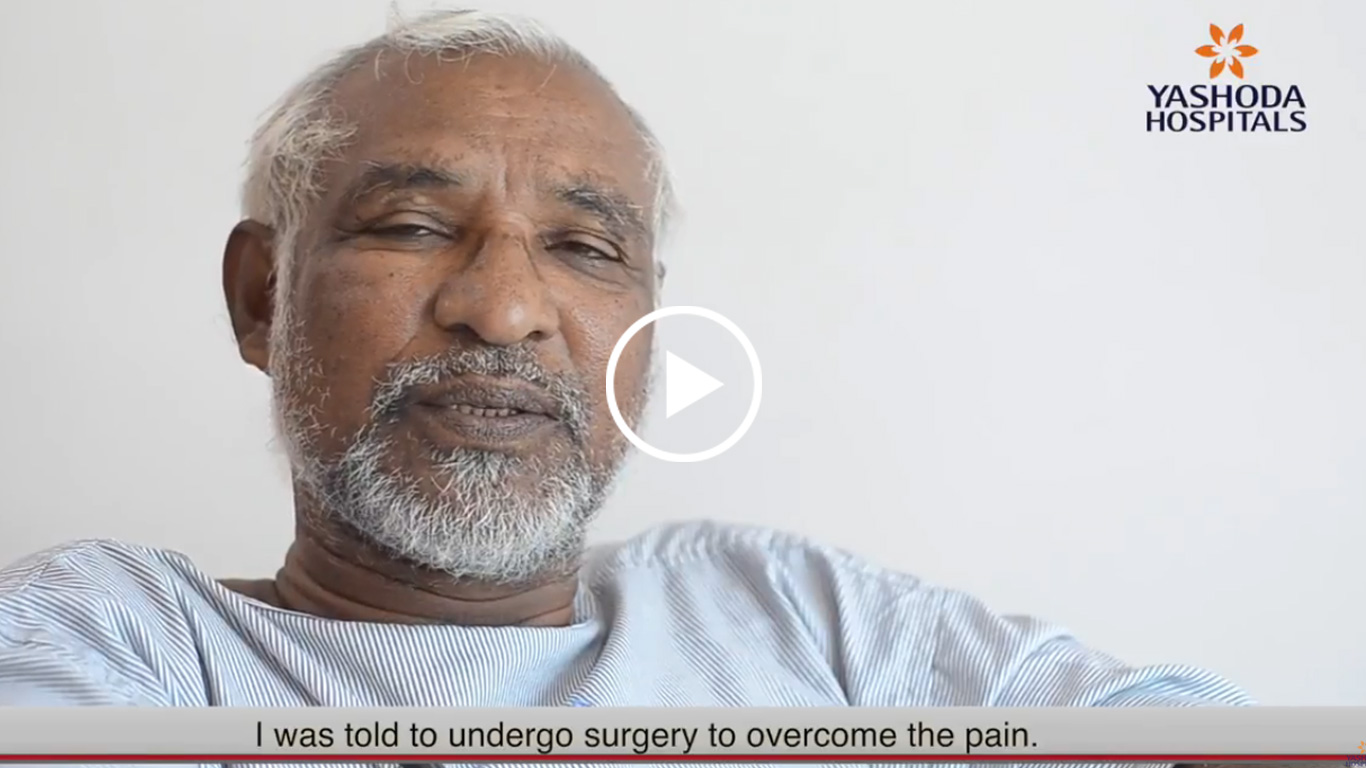 YASHODA
HOSPITALS
I was told to undergo surgery to overcome the pain.